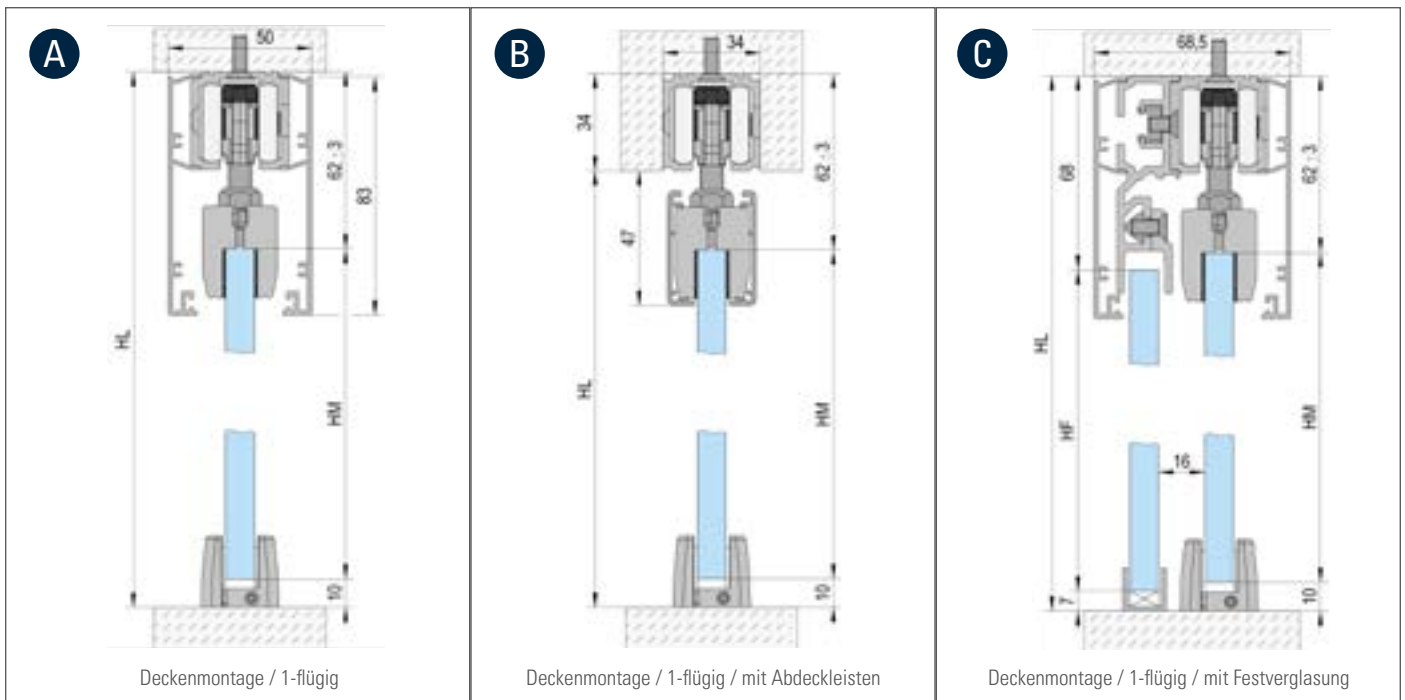 A
50
62 - 3
83
HL
HM
10
Deckenmontage / 1-flügig
B
34
34
62 - 3
47
HL
HM
10
Deckenmontage / 1-flügig / mit Abdeckleisten
C
68,5
68
62 - 3
HL
HF
HM
16
7
10
Deckenmontage / 1-flügig / mit Festverglasung